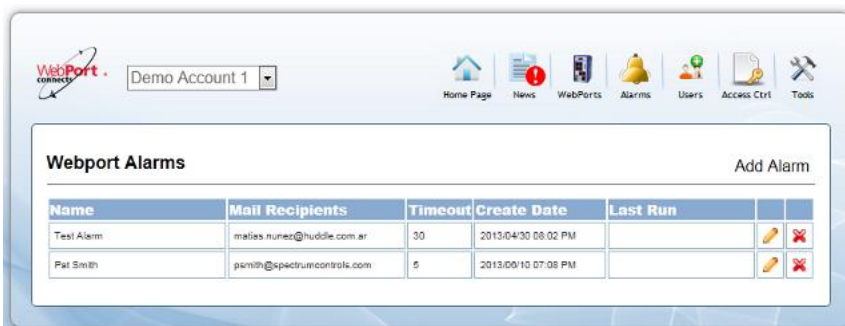 WebPort.
connects
Demo Account 1
Home Page News WebPorts Alarms Users Access Ctrl Tools
Webport Alarms
Add Alarm
Name Mail Recipients Timeout Create Date Last Run
Test Alarm matias.nunez@huddle.com.ar 30 2013/04/30 08:02 PM
Pat Smith psmith@spectrumcontrols.com 5 2013/06/10 07:08 PM